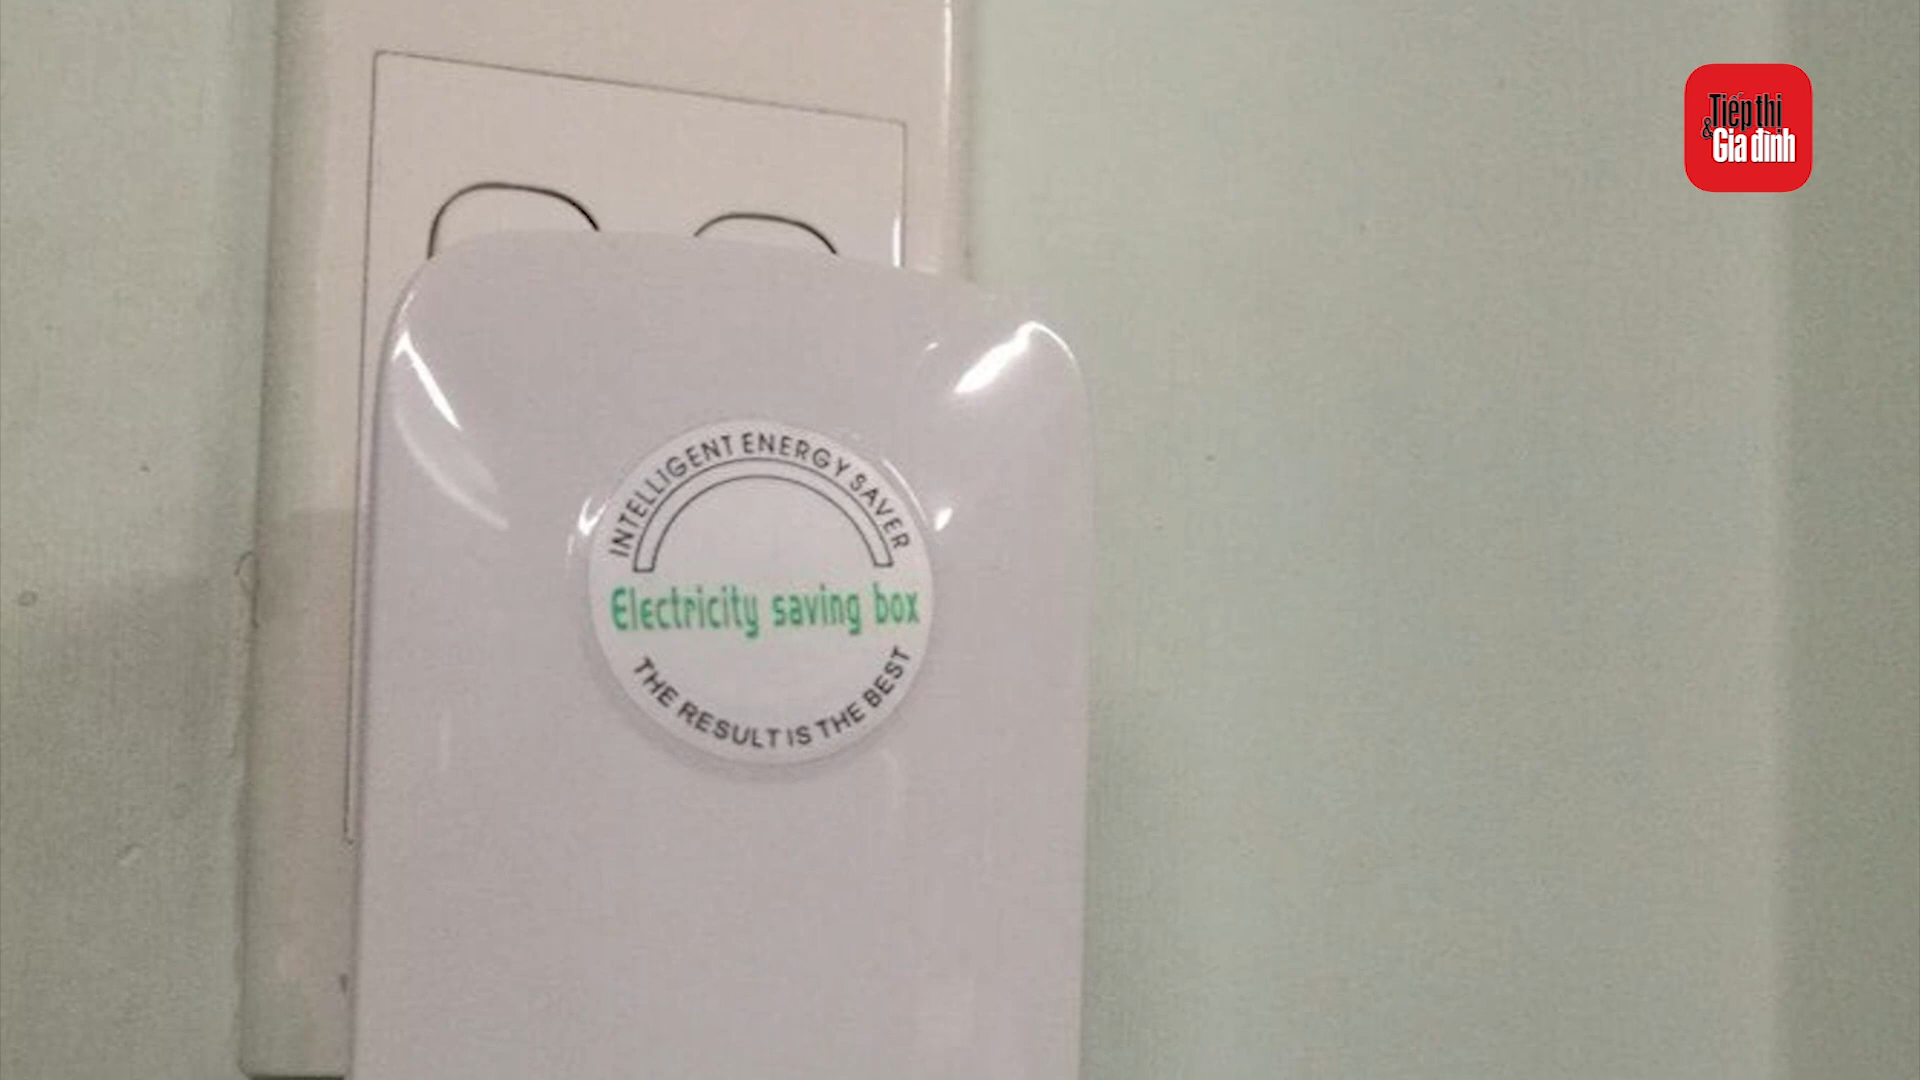 Tiếp thị
& Gia đình
INTELLIGENT ENERGY SAVER
Electricity saving box
THE RESULT IS THE BEST